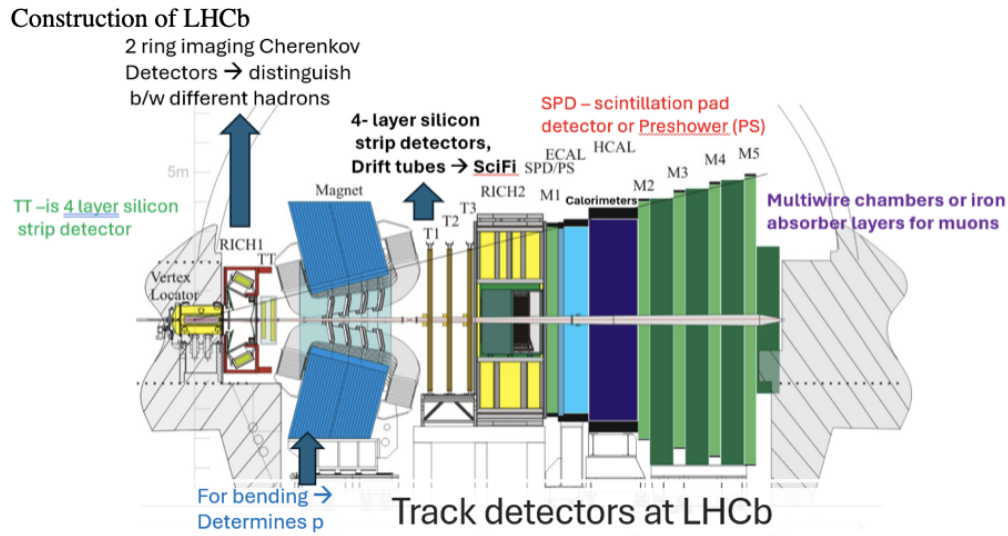 Construction of LHCb
2 ring imaging Cherenkov
Detectors → distinguish
b/w different hadrons
4- layer silicon
strip detectors,
Drift tubes → SciFi
SPD – scintillation pad
detector or Preshower (PS)
SPD/PS
ECAL
HCAL
M4
M5
M3
M2
5m
Magnet
RICH2
M1
Calorimeters
TT –is 4 layer silicon
strip detector
T3
T2
T1
Multiwire chambers or iron
absorber layers for muons
RICH1
TT
Vertex
Locator
For bending →
Determines p
Track detectors at LHCb